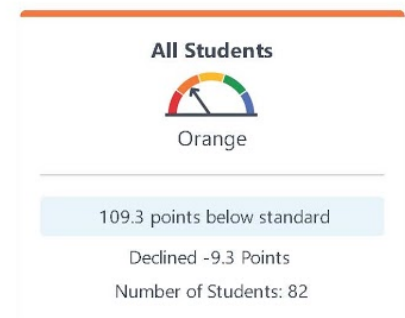 All Students
Orange
109.3 points below standard
Declined -9.3 Points
Number of Students: 82